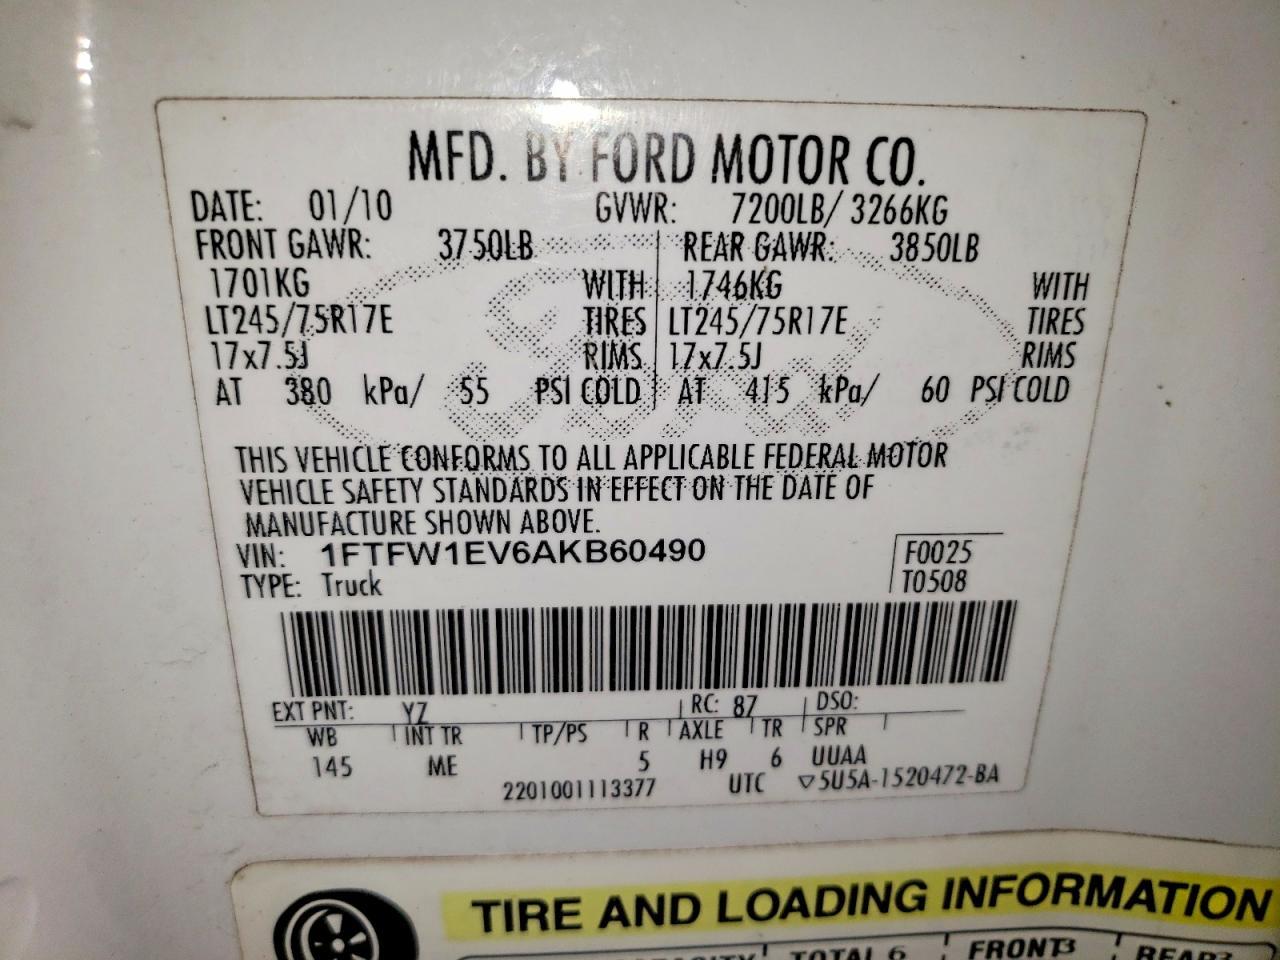 MFD. BY FORD MOTOR CO.
DATE: 01/10 GVWR: 7200LB/ 3266KG
FRONT GAWR: 3750LB REAR GAWR: 3850LB
1701KG WITH 1746KG WITH
LT245/75R17E TIRES LT245/75R17E TIRES
17x7.5J RIMS 17x7.5J RIMS
AT 380 kPa/ 55 PSI COLD AT 415 kPa/ 60 PSI COLD
THIS VEHICLE CONFORMS TO ALL APPLICABLE FEDERAL MOTOR
VEHICLE SAFETY STANDARDS IN EFFECT ON THE DATE OF
MANUFACTURE SHOWN ABOVE.
VIN: 1FTFW1EV6AKB60490 F0025
TYPE: Truck T0508
EXT PNT: YZ RC: 87 DSO:
WB INT TR TP/PS R AXLE TR SPR
145 ME 5 H9 6 UUAA
2201001113377 UTC ▽5U5A-1520472-BA
TIRE AND LOADING INFORMATION
TOTAL 6 FRONT3